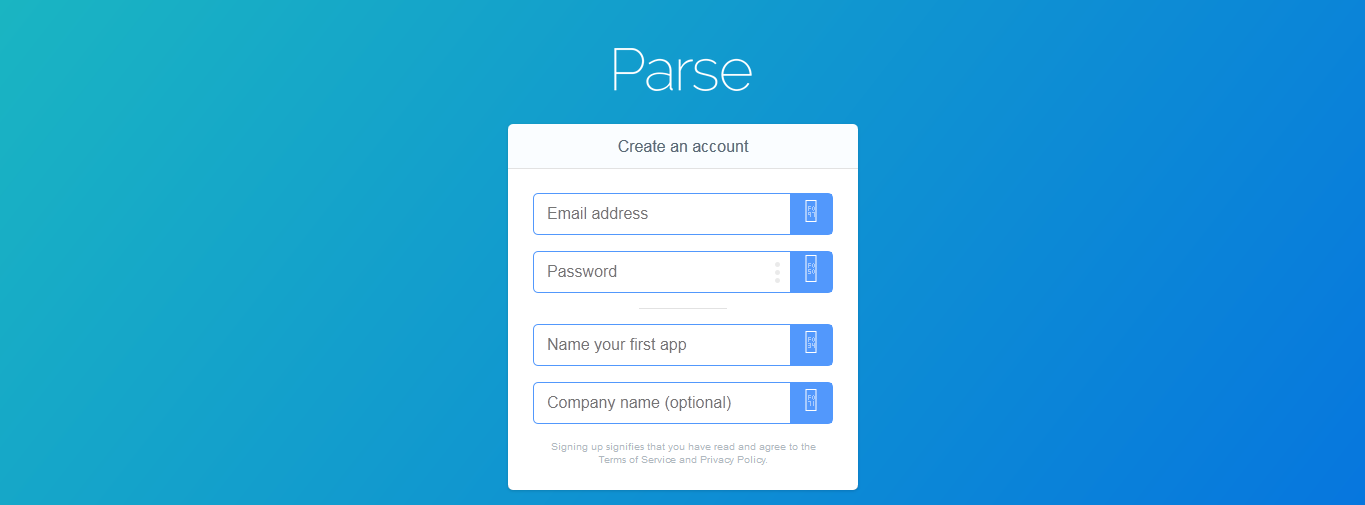 Parse
Create an account
Email address
Password
Name your first app
Company name (optional)
Signing up signifies that you have read and agree to the
Terms of Service and Privacy Policy.